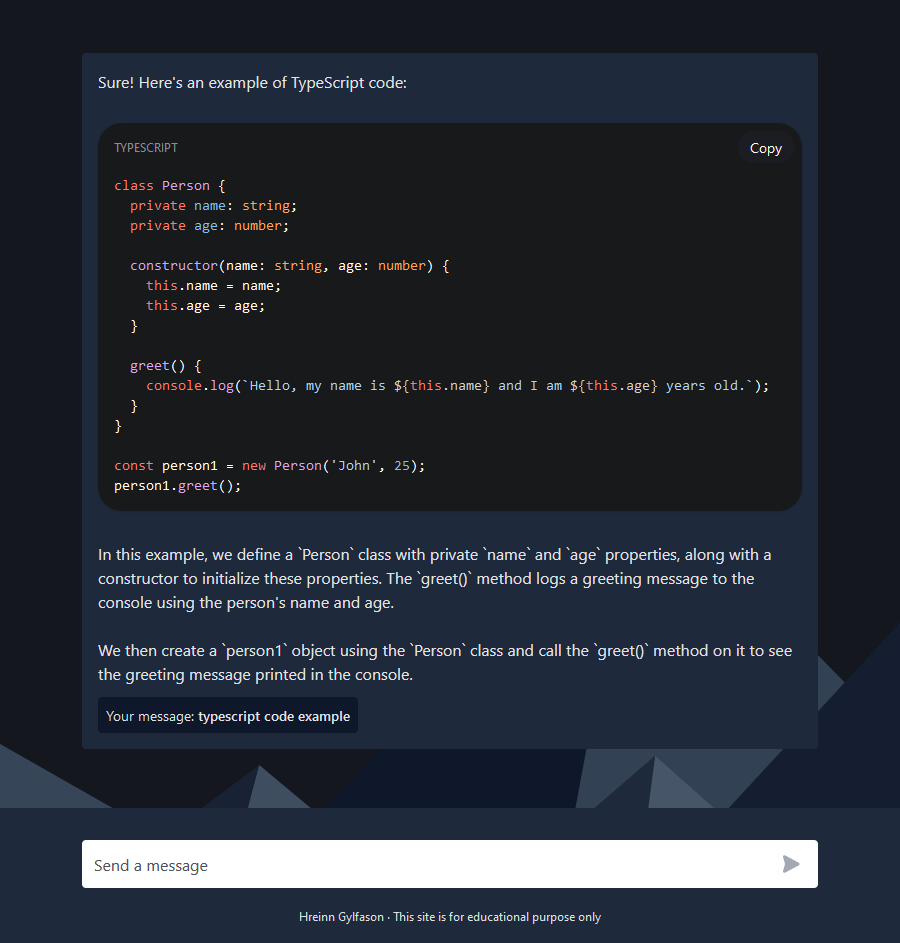 Sure! Here's an example of TypeScript code:
TYPESCRIPT
Copy
class Person {
  private name: string;
  private age: number;

  constructor(name: string, age: number) {
    this.name = name;
    this.age = age;
  }

  greet() {
    console.log(`Hello, my name is ${this.name} and I am ${this.age} years old.`);
  }
}

const person1 = new Person('John', 25);
person1.greet();
In this example, we define a `Person` class with private `name` and `age` properties, along with a
constructor to initialize these properties. The `greet()` method logs a greeting message to the
console using the person's name and age.
We then create a `person1` object using the `Person` class and call the `greet()` method on it to see
the greeting message printed in the console.
Your message: typescript code example
Send a message
Hreinn Gylfason · This site is for educational purpose only